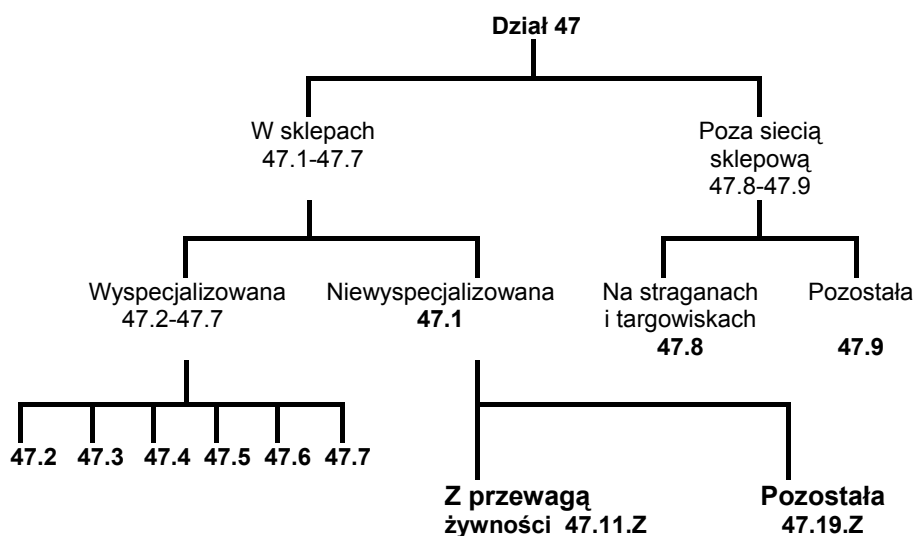 Dział 47
W sklepach
47.1-47.7
Poza siecią
sklepową
47.8-47.9
Wyspecjalizowana
47.2-47.7
Niewyspecjalizowana
47.1
Na straganach
i targowiskach
47.8
Pozostała
47.9
47.2 47.3 47.4 47.5 47.6 47.7
Z przewagą
żywności 47.11.Z
Pozostała
47.19.Z